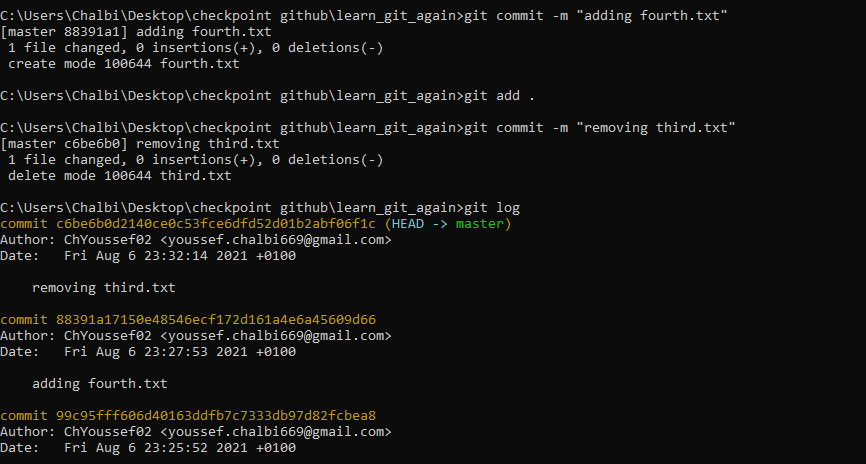 C:\Users\Chalbi\Desktop\checkpoint github\learn_git_again>git commit -m "adding fourth.txt"
[master 88391a1] adding fourth.txt
 1 file changed, 0 insertions(+), 0 deletions(-)
 create mode 100644 fourth.txt

C:\Users\Chalbi\Desktop\checkpoint github\learn_git_again>git add .

C:\Users\Chalbi\Desktop\checkpoint github\learn_git_again>git commit -m "removing third.txt"
[master c6be6b0] removing third.txt
 1 file changed, 0 insertions(+), 0 deletions(-)
 delete mode 100644 third.txt

C:\Users\Chalbi\Desktop\checkpoint github\learn_git_again>git log
commit c6be6b0d2140ce0c53fce6dfd52d01b2abf06f1c (HEAD -> master)
Author: ChYoussef02 <youssef.chalbi669@gmail.com>
Date:   Fri Aug 6 23:32:14 2021 +0100

    removing third.txt

commit 88391a17150e48546ecf172d161a4e6a45609d66
Author: ChYoussef02 <youssef.chalbi669@gmail.com>
Date:   Fri Aug 6 23:27:53 2021 +0100

    adding fourth.txt

commit 99c95fff606d40163ddfb7c7333db97d82fcbea8
Author: ChYoussef02 <youssef.chalbi669@gmail.com>
Date:   Fri Aug 6 23:25:52 2021 +0100